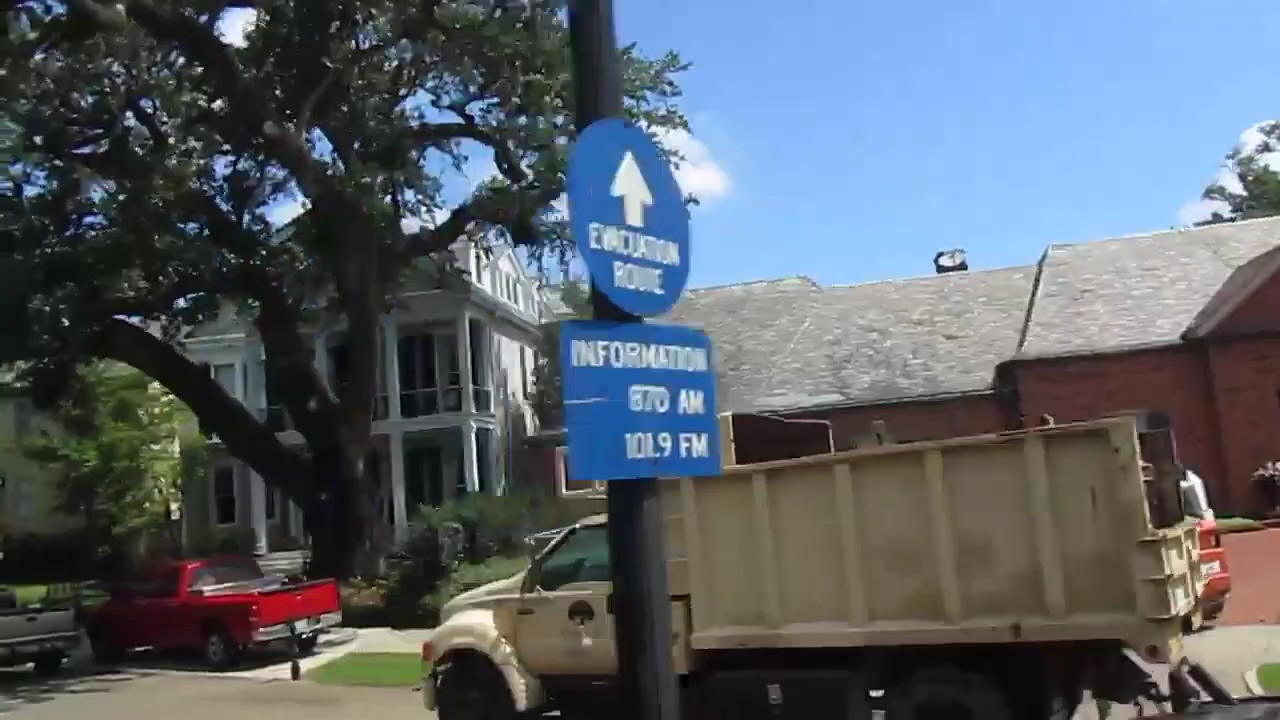 EVACUATION
ROUTE
INFORMATION
870 AM
101.9 FM